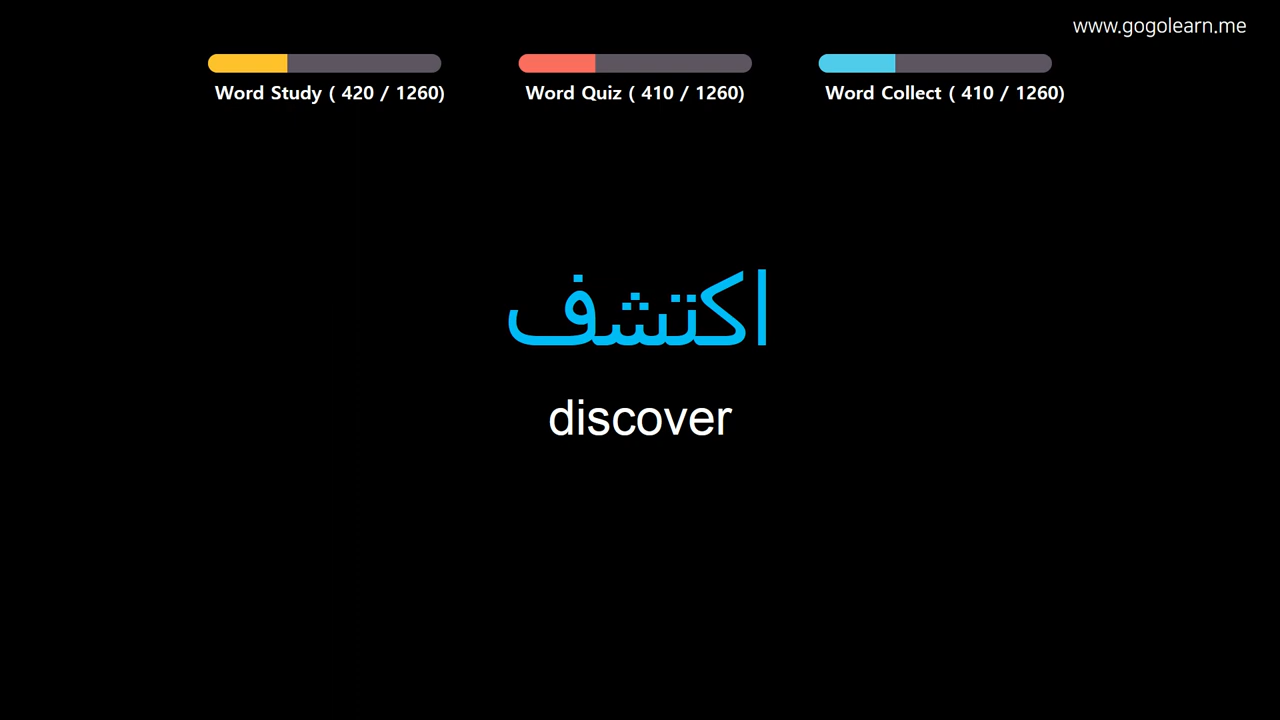 www.gogolearn.me
Word Study ( 420 / 1260)
Word Quiz ( 410 / 1260)
Word Collect ( 410 / 1260)
اكتشف
discover